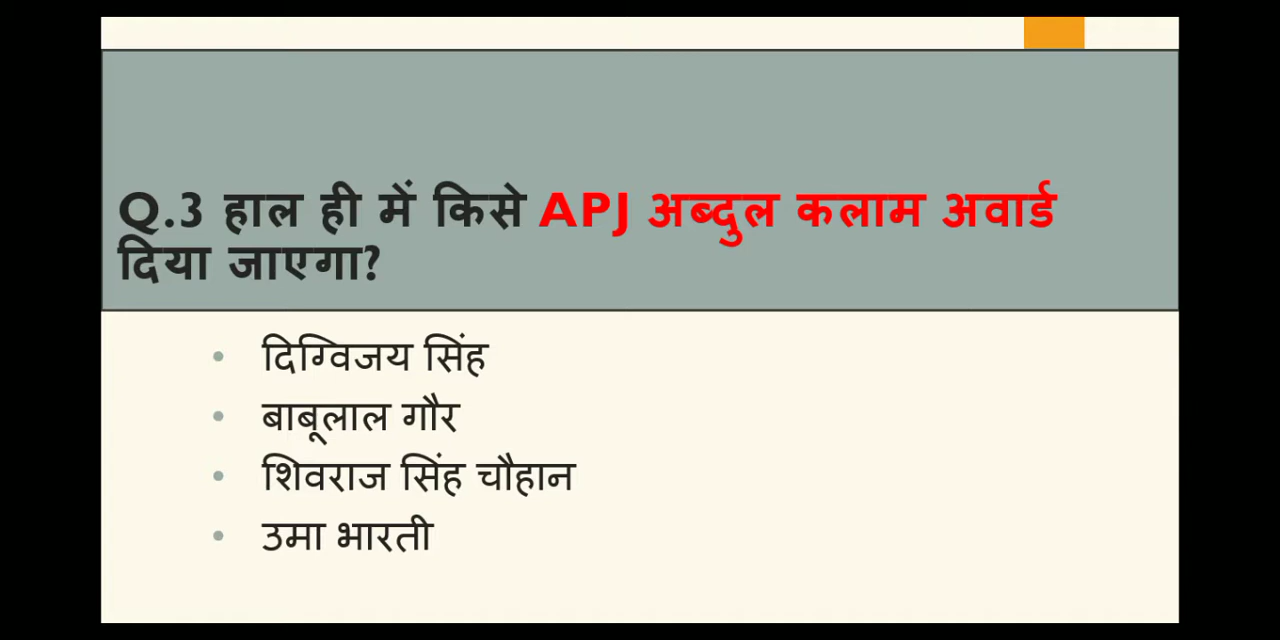 Q.3 हाल ही में किसे APJ अब्दुल कलाम अवार्ड
दिया जाएगा?
• दिग्विजय सिंह
• बाबूलाल गौर
• शिवराज सिंह चौहान
• उमा भारती